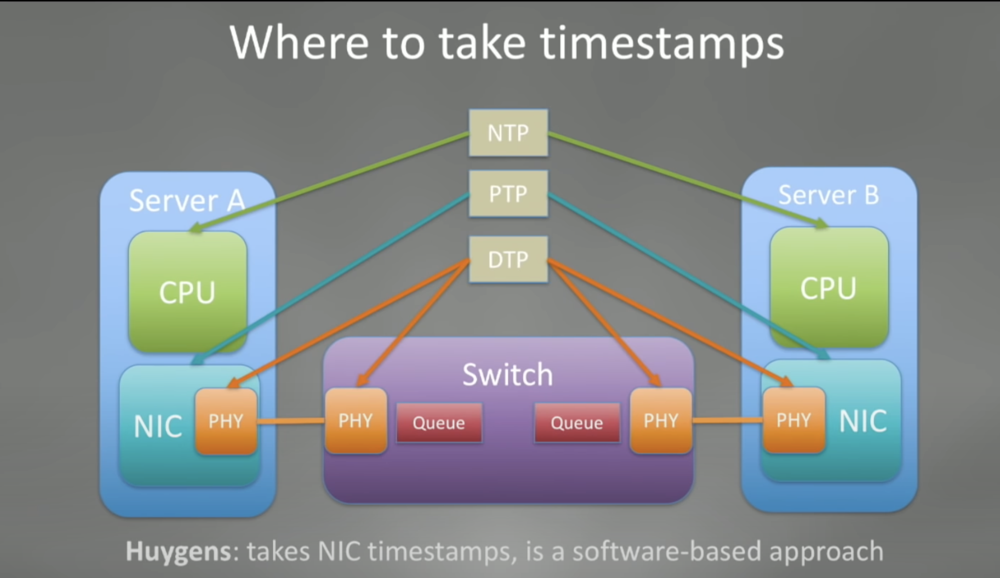 Where to take timestamps
NTP
PTP
DTP
Server A
CPU
NIC
PHY
Switch
PHY
Queue
Queue
PHY
Server B
CPU
PHY
NIC
Huygens: takes NIC timestamps, is a software-based approach